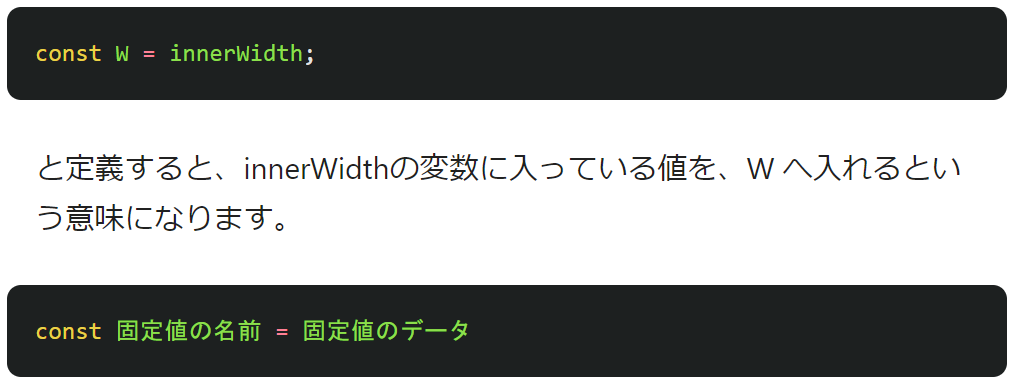 const W = innerWidth;
と定義すると、innerWidthの変数に入っている値を、W へ入れるとい
う意味になります。
const 固定値の名前 = 固定値のデータ